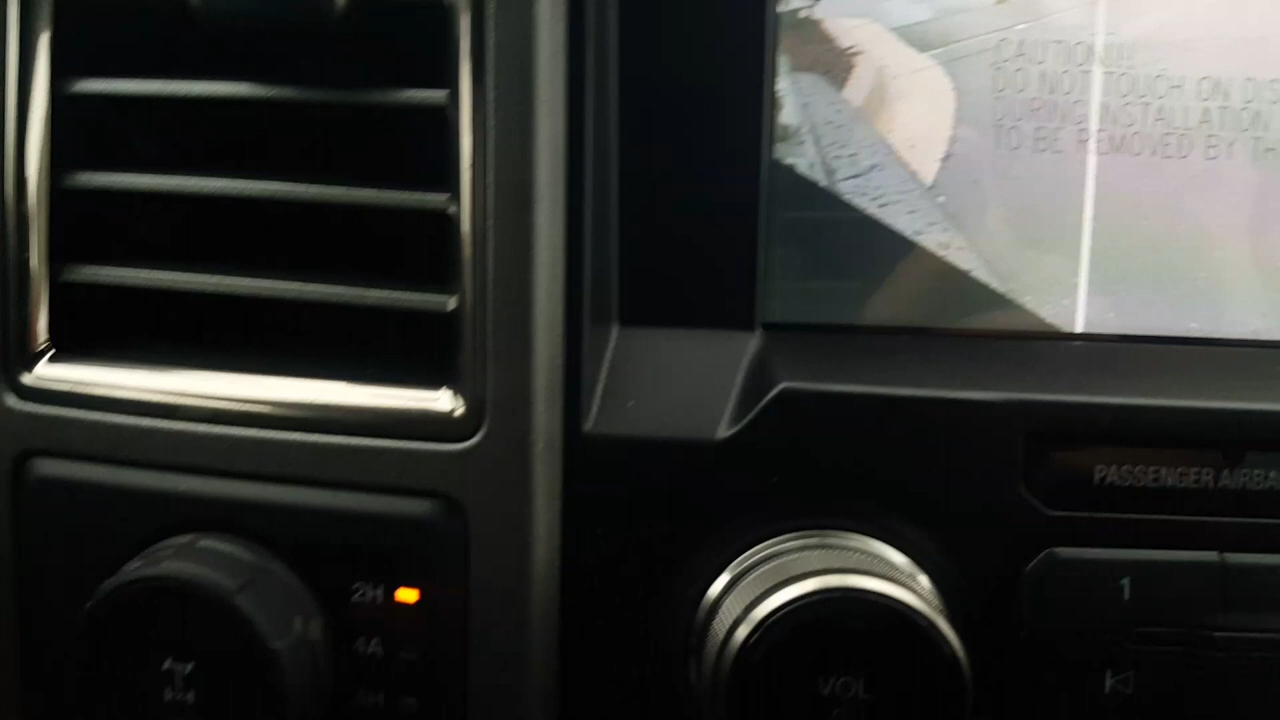 CAUTION!!!
DO NOT TOUCH ON DIS
DURING INSTALLATION
TO BE REMOVED BY TH
PASSENGER AIRBA
1
2H
4A
4H
VOL